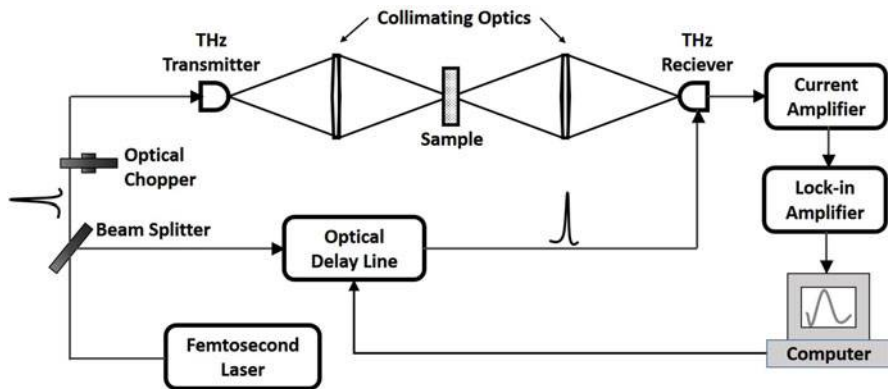 Collimating Optics
THz
Transmitter
THz
Reciever
Current
Amplifier
Sample
Optical
Chopper
Lock-in
Amplifier
Beam Splitter
Optical
Delay Line
Femtosecond
Laser
Computer